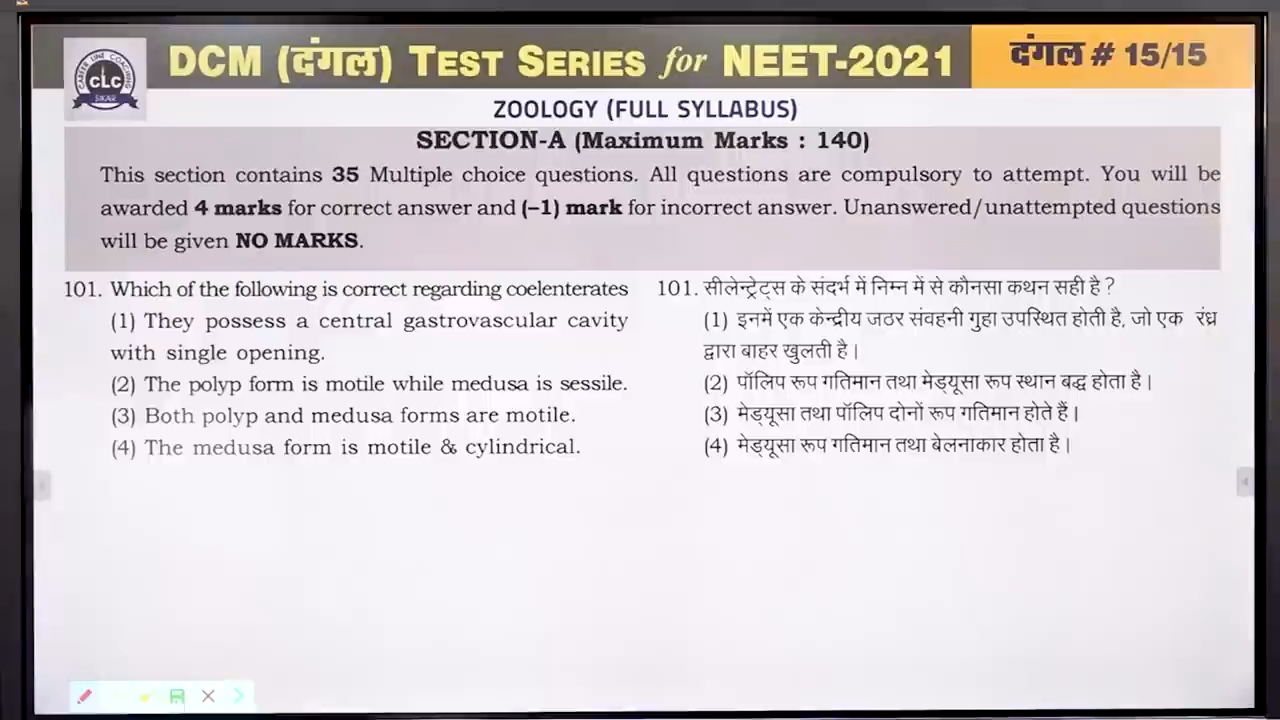 DCM (दंगल) TEST SERIES for NEET-2021
दंगल # 15/15
CAREER LINE COACHING
CLC
SIKAR
ZOOLOGY (FULL SYLLABUS)
SECTION-A (Maximum Marks : 140)
This section contains 35 Multiple choice questions. All questions are compulsory to attempt. You will be
awarded 4 marks for correct answer and (–1) mark for incorrect answer. Unanswered/unattempted questions
will be given NO MARKS.
101. Which of the following is correct regarding coelenterates
(1) They possess a central gastrovascular cavity
with single opening.
(2) The polyp form is motile while medusa is sessile.
(3) Both polyp and medusa forms are motile.
(4) The medusa form is motile & cylindrical.
101. सीलेन्ट्रेट्स के संदर्भ में निम्न में से कौनसा कथन सही है ?
(1) इनमें एक केन्द्रीय जठर संवहनी गुहा उपस्थित होती है, जो एक रंध्र
द्वारा बाहर खुलती है।
(2) पॉलिप रूप गतिमान तथा मेड्यूसा रूप स्थान बद्ध होता है।
(3) मेड्यूसा तथा पॉलिप दोनों रूप गतिमान होते हैं।
(4) मेड्यूसा रूप गतिमान तथा बेलनाकार होता है।